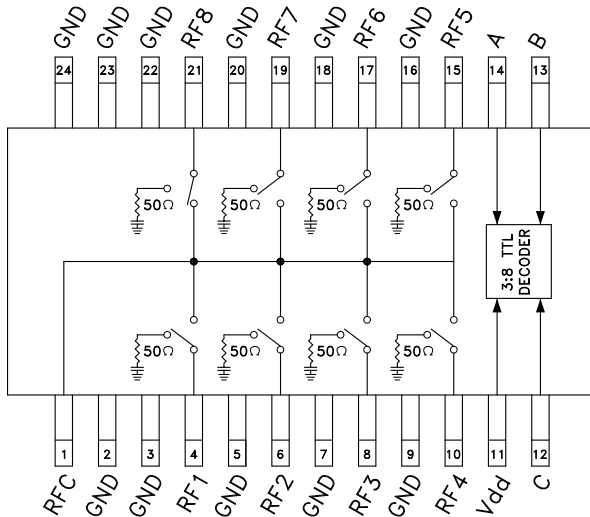 GND GND GND RF8 GND RF7 GND RF6 GND RF5 A B
24 23 22 21 20 19 18 17 16 15 14 13
50Ω 50Ω 50Ω 50Ω
3:8 TTL
DECODER
50Ω 50Ω 50Ω 50Ω
1 2 3 4 5 6 7 8 9 10 11 12
RFC GND GND RF1 GND RF2 GND RF3 GND RF4 Vdd C